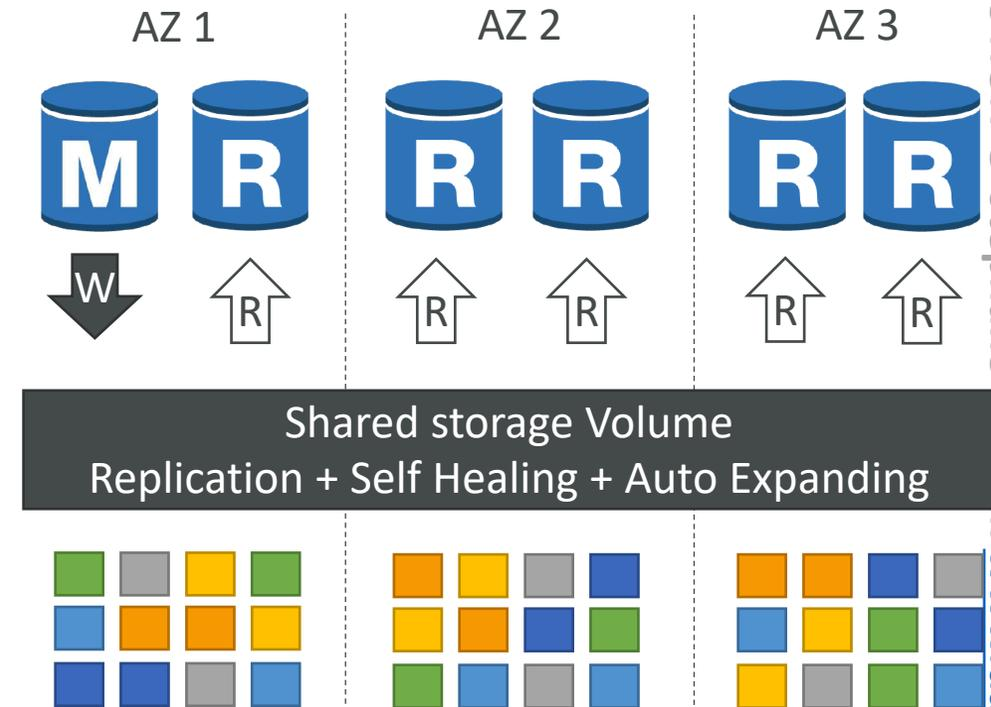 AZ 1 AZ 2 AZ 3
M R R R R R
W R R R R R
Shared storage Volume
Replication + Self Healing + Auto Expanding